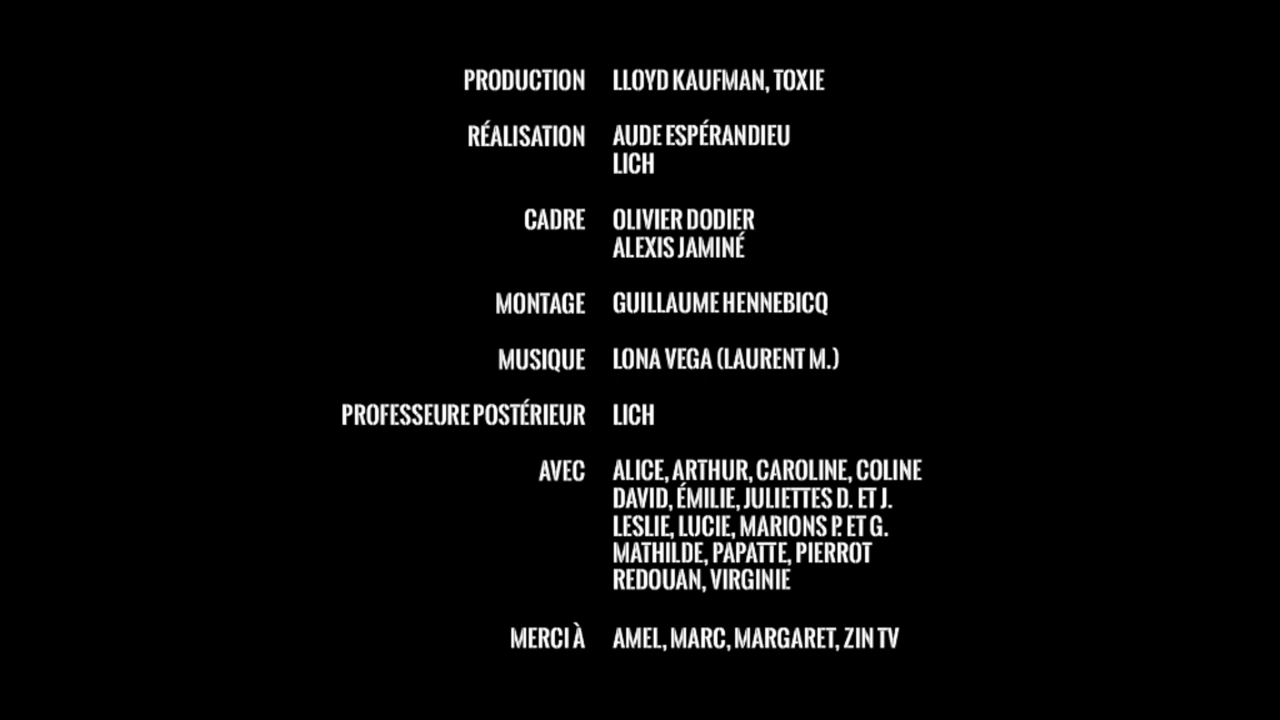 PRODUCTION LLOYD KAUFMAN, TOXIE
RÉALISATION AUDE ESPÉRANDIEU
LICH
CADRE OLIVIER DODIER
ALEXIS JAMINÉ
MONTAGE GUILLAUME HENNEBICQ
MUSIQUE LONA VEGA (LAURENT M.)
PROFESSEURE POSTÉRIEUR LICH
AVEC ALICE, ARTHUR, CAROLINE, COLINE
DAVID, ÉMILIE, JULIETTES D. ET J.
LESLIE, LUCIE, MARIONS P. ET G.
MATHILDE, PAPATTE, PIERROT
REDOUAN, VIRGINIE
MERCI À AMEL, MARC, MARGARET, ZIN TV